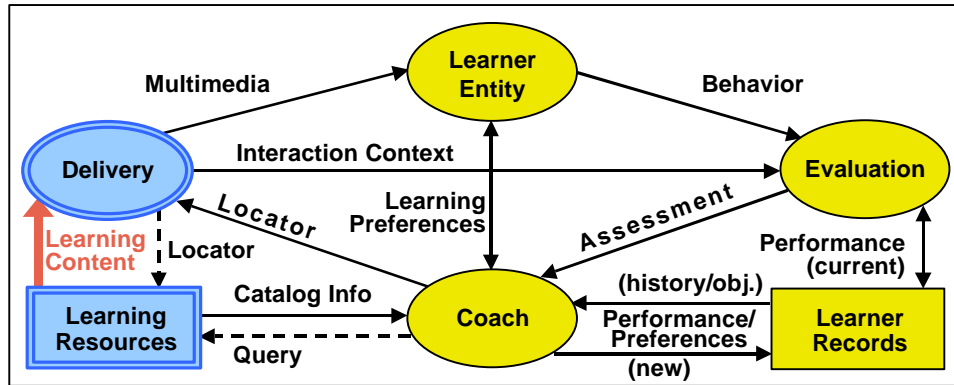 Learner
Entity
Multimedia
Behavior
Delivery
Interaction Context
Evaluation
Locator
Learning
Preferences
Assessment
Learning
Content
Locator
Performance
(current)
Learning
Resources
Catalog Info
Query
Coach
(history/obj.)
Performance/
Preferences
(new)
Learner
Records